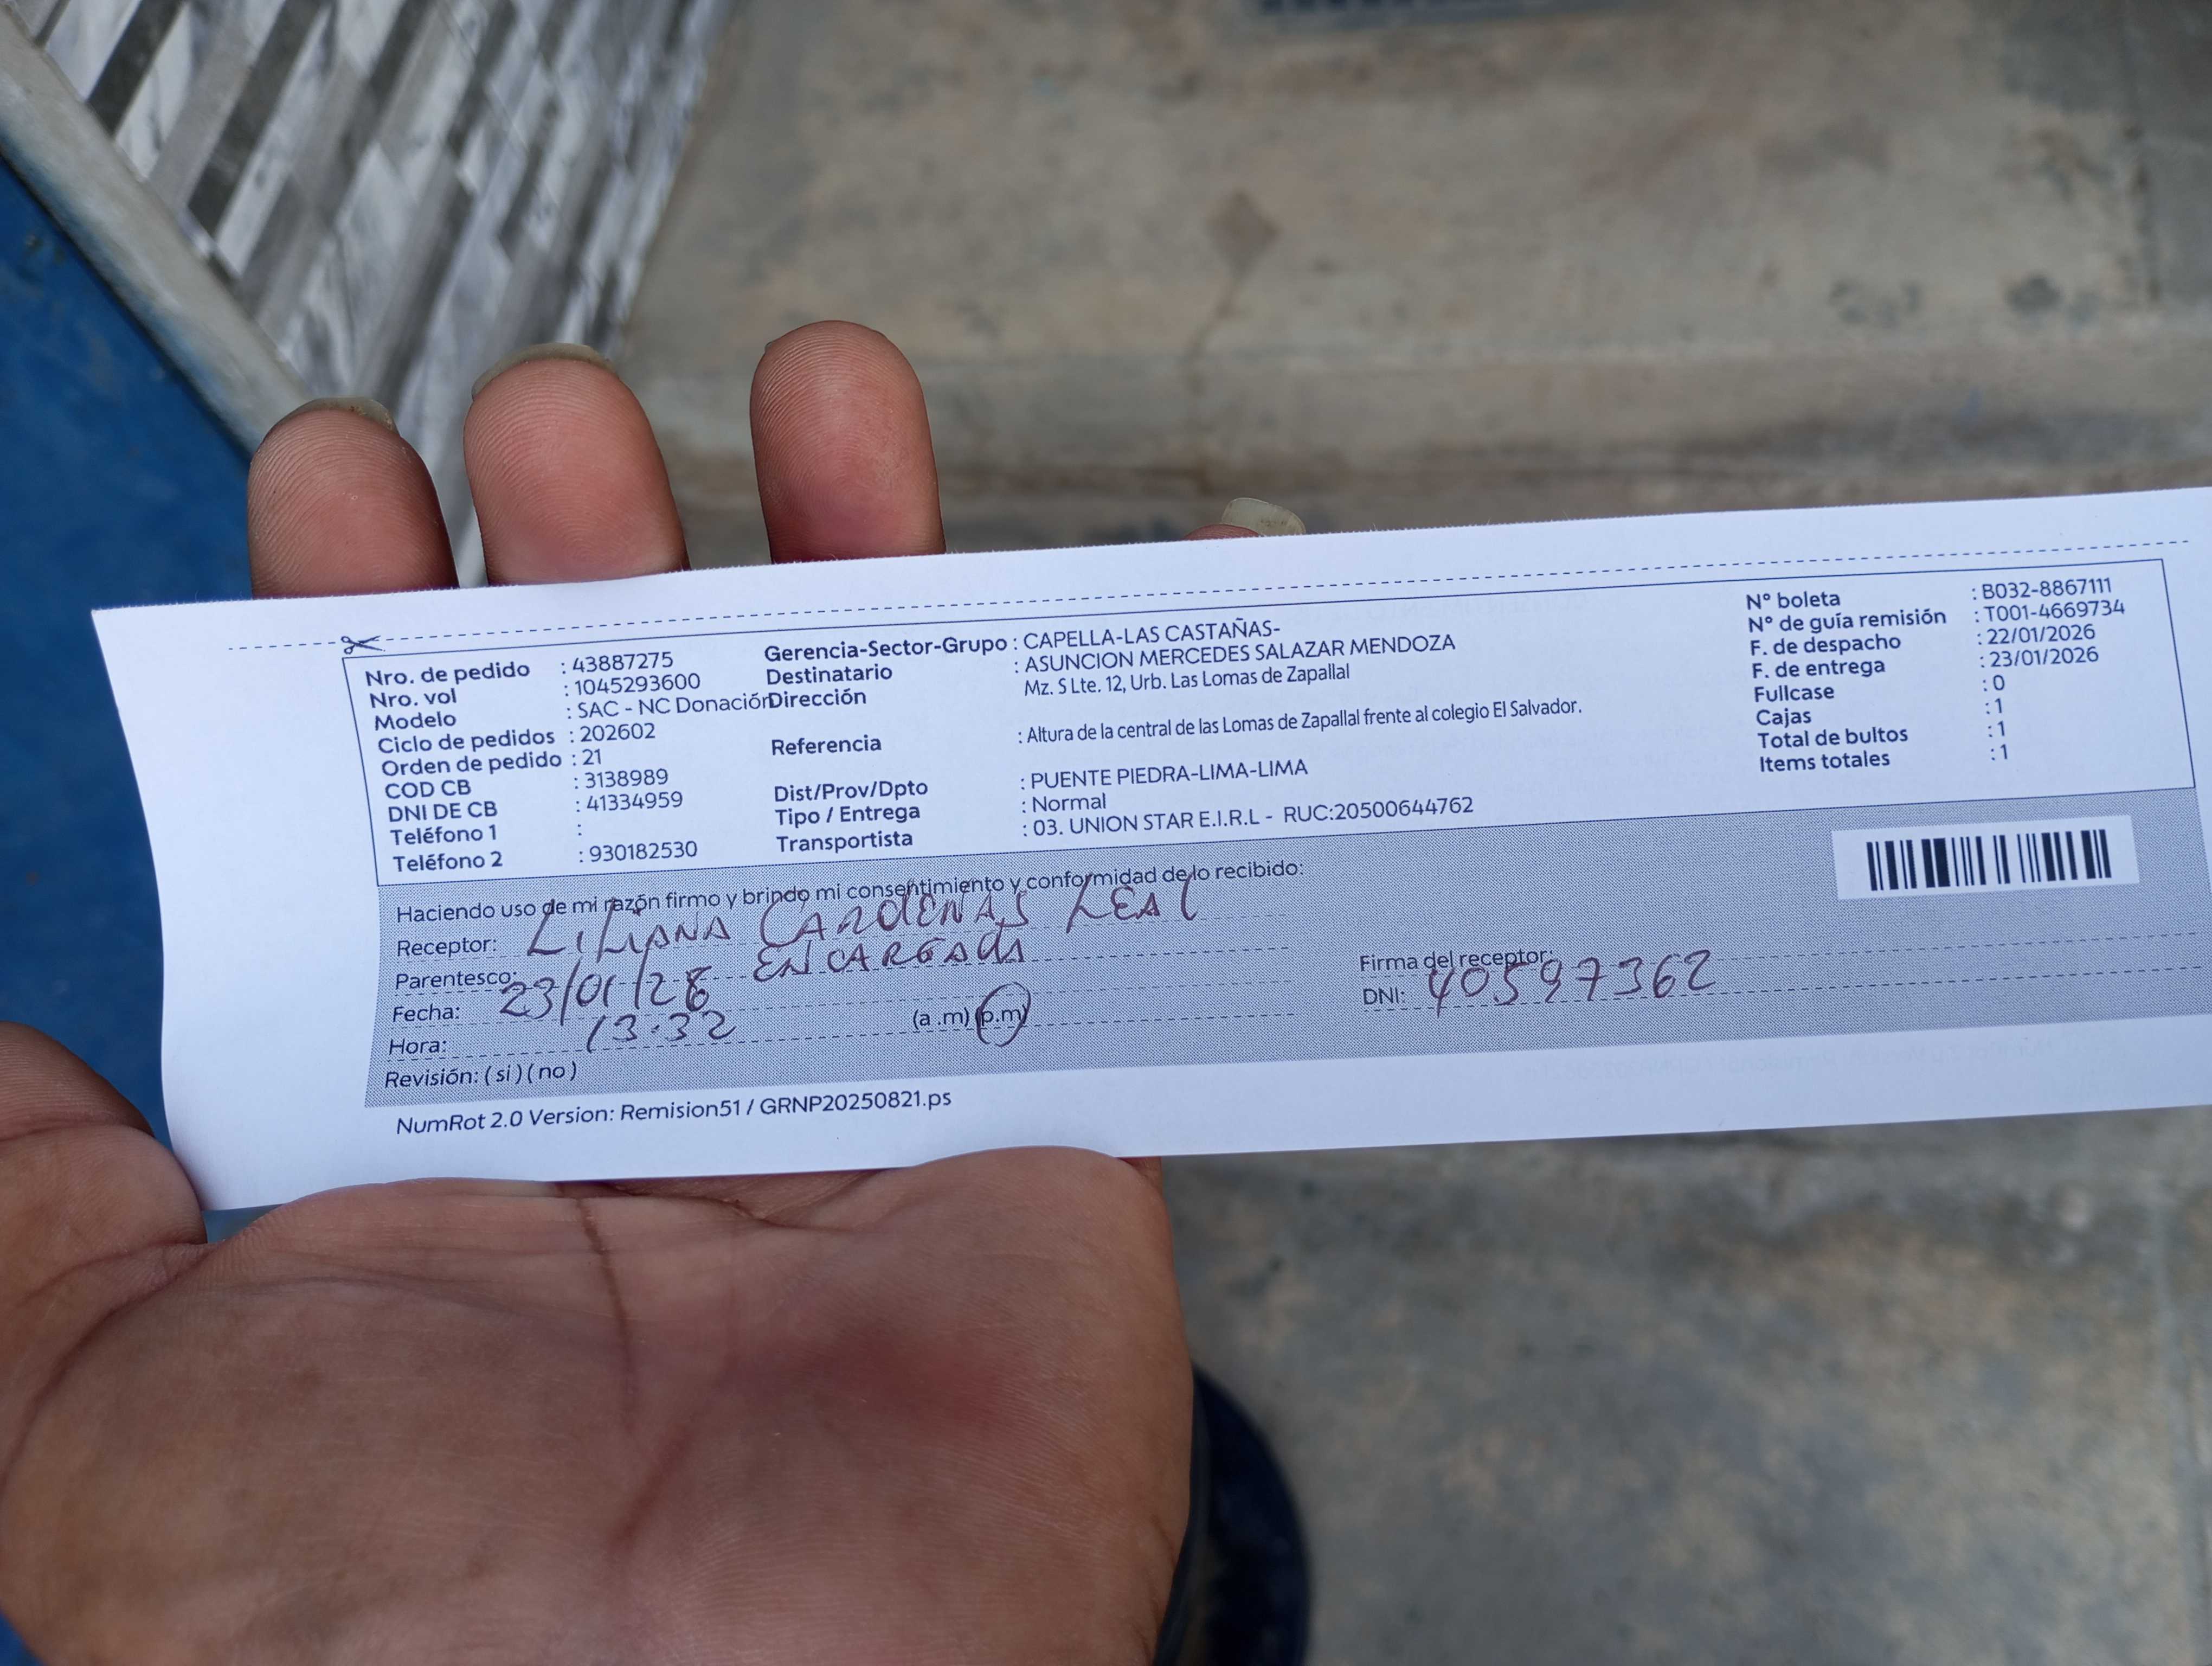 Nro. de pedido : 43887275
Nro. vol : 1045293600
Modelo : SAC - NC Donación
Ciclo de pedidos : 202602
Orden de pedido : 21
COD CB : 3138989
DNI DE CB : 41334959
Teléfono 1 :
Teléfono 2 : 930182530
Gerencia-Sector-Grupo : CAPELLA-LAS CASTAÑAS-
Destinatario : ASUNCION MERCEDES SALAZAR MENDOZA
Dirección Mz. S Lte. 12, Urb. Las Lomas de Zapallal
Referencia : Altura de la central de las Lomas de Zapallal frente al colegio El Salvador.
Dist/Prov/Dpto : PUENTE PIEDRA-LIMA-LIMA
Tipo / Entrega : Normal
Transportista : 03. UNION STAR E.I.R.L - RUC:20500644762
N° boleta : B032-8867111
N° de guía remisión : T001-4669734
F. de despacho : 22/01/2026
F. de entrega : 23/01/2026
Fullcase : 0
Cajas : 1
Total de bultos : 1
Items totales : 1
Haciendo uso de mi razón firmo y brindo mi consentimiento y conformidad de lo recibido:
Receptor: LILIANA CARDENAS LEAL
Parentesco: ENCARGADA
Fecha: 23/01/26
Hora: 13:32 (a .m) (p.m)
Revisión: ( si ) ( no )
Firma del receptor:
DNI: 40597362
NumRot 2.0 Version: Remision51 / GRNP20250821.ps